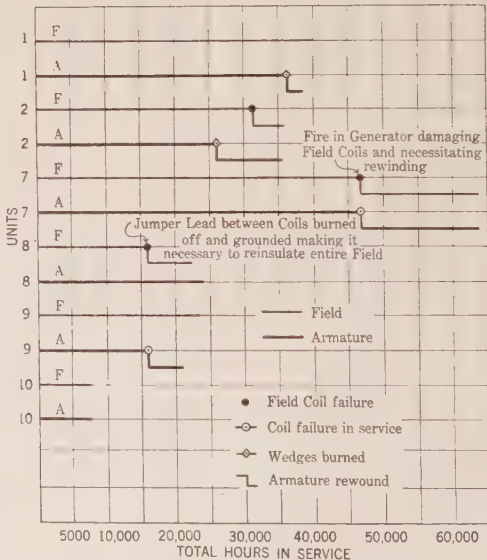 1 F
1 A
2 F
2 A
Fire in Generator damaging
Field Coils and necessitating
rewinding
7 F
7 A
Jumper Lead between Coils burned
off and grounded making it
necessary to reinsulate entire Field
8 F
8 A
9 F
9 A
10 F
10 A
UNITS
Field
Armature
Field Coil failure
Coil failure in service
Wedges burned
Armature rewound
5000 10,000 20,000 30,000 40,000 50,000 60,000
TOTAL HOURS IN SERVICE